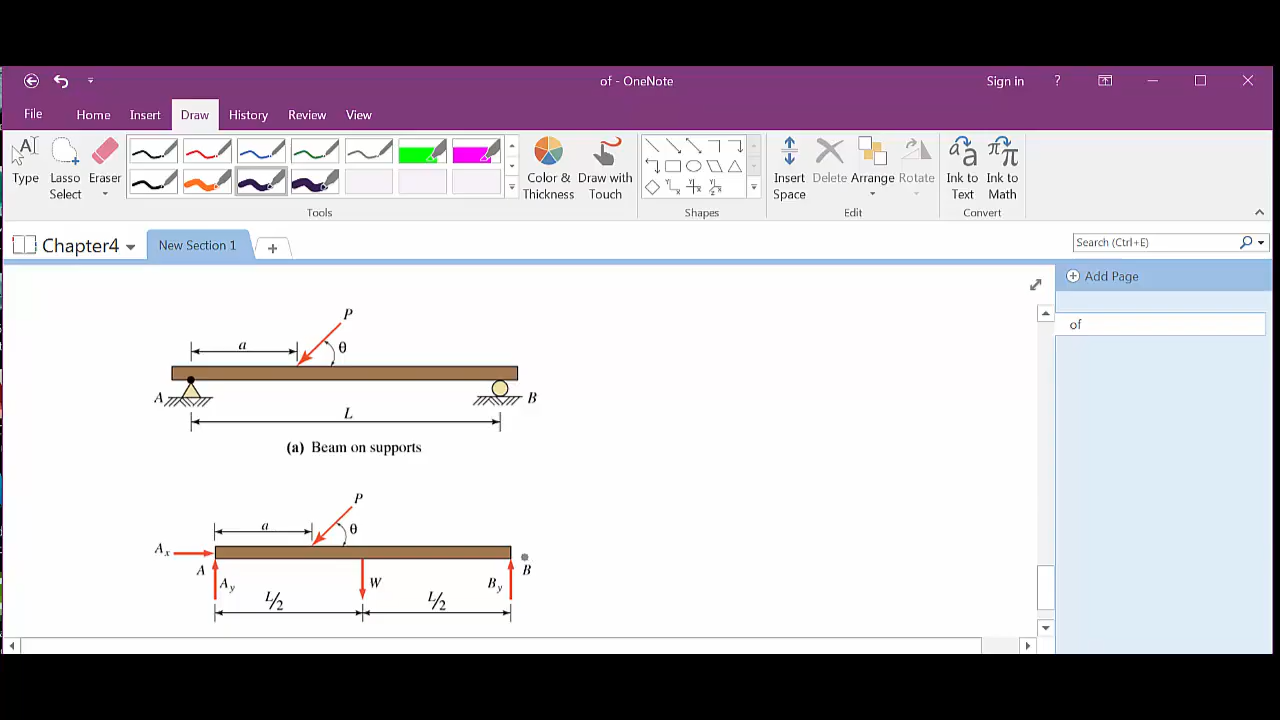 of - OneNote
Sign in
?
File
Home
Insert
Draw
History
Review
View
Type
Lasso Select
Eraser
Color & Thickness
Draw with Touch
Insert Space
Delete
Arrange
Rotate
Ink to Text
Ink to Math
Tools
Shapes
Edit
Convert
Chapter4
New Section 1
Search (Ctrl+E)
Add Page
of
P
a
θ
A
B
L
(a) Beam on supports
P
a
θ
Ax
A
Ay
W
By
B
L/2
L/2